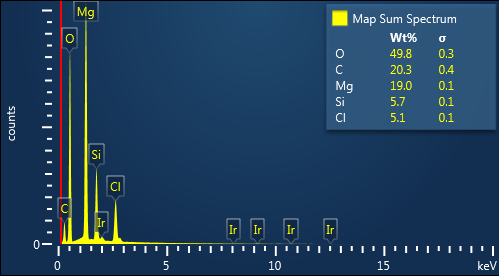 Map Sum Spectrum
Wt% σ
O 49.8 0.3
C 20.3 0.4
Mg 19.0 0.1
Si 5.7 0.1
Cl 5.1 0.1
Mg
O
Si
Cl
C
Ir
Ir Ir Ir Ir
counts
0
0 5 10 15 keV